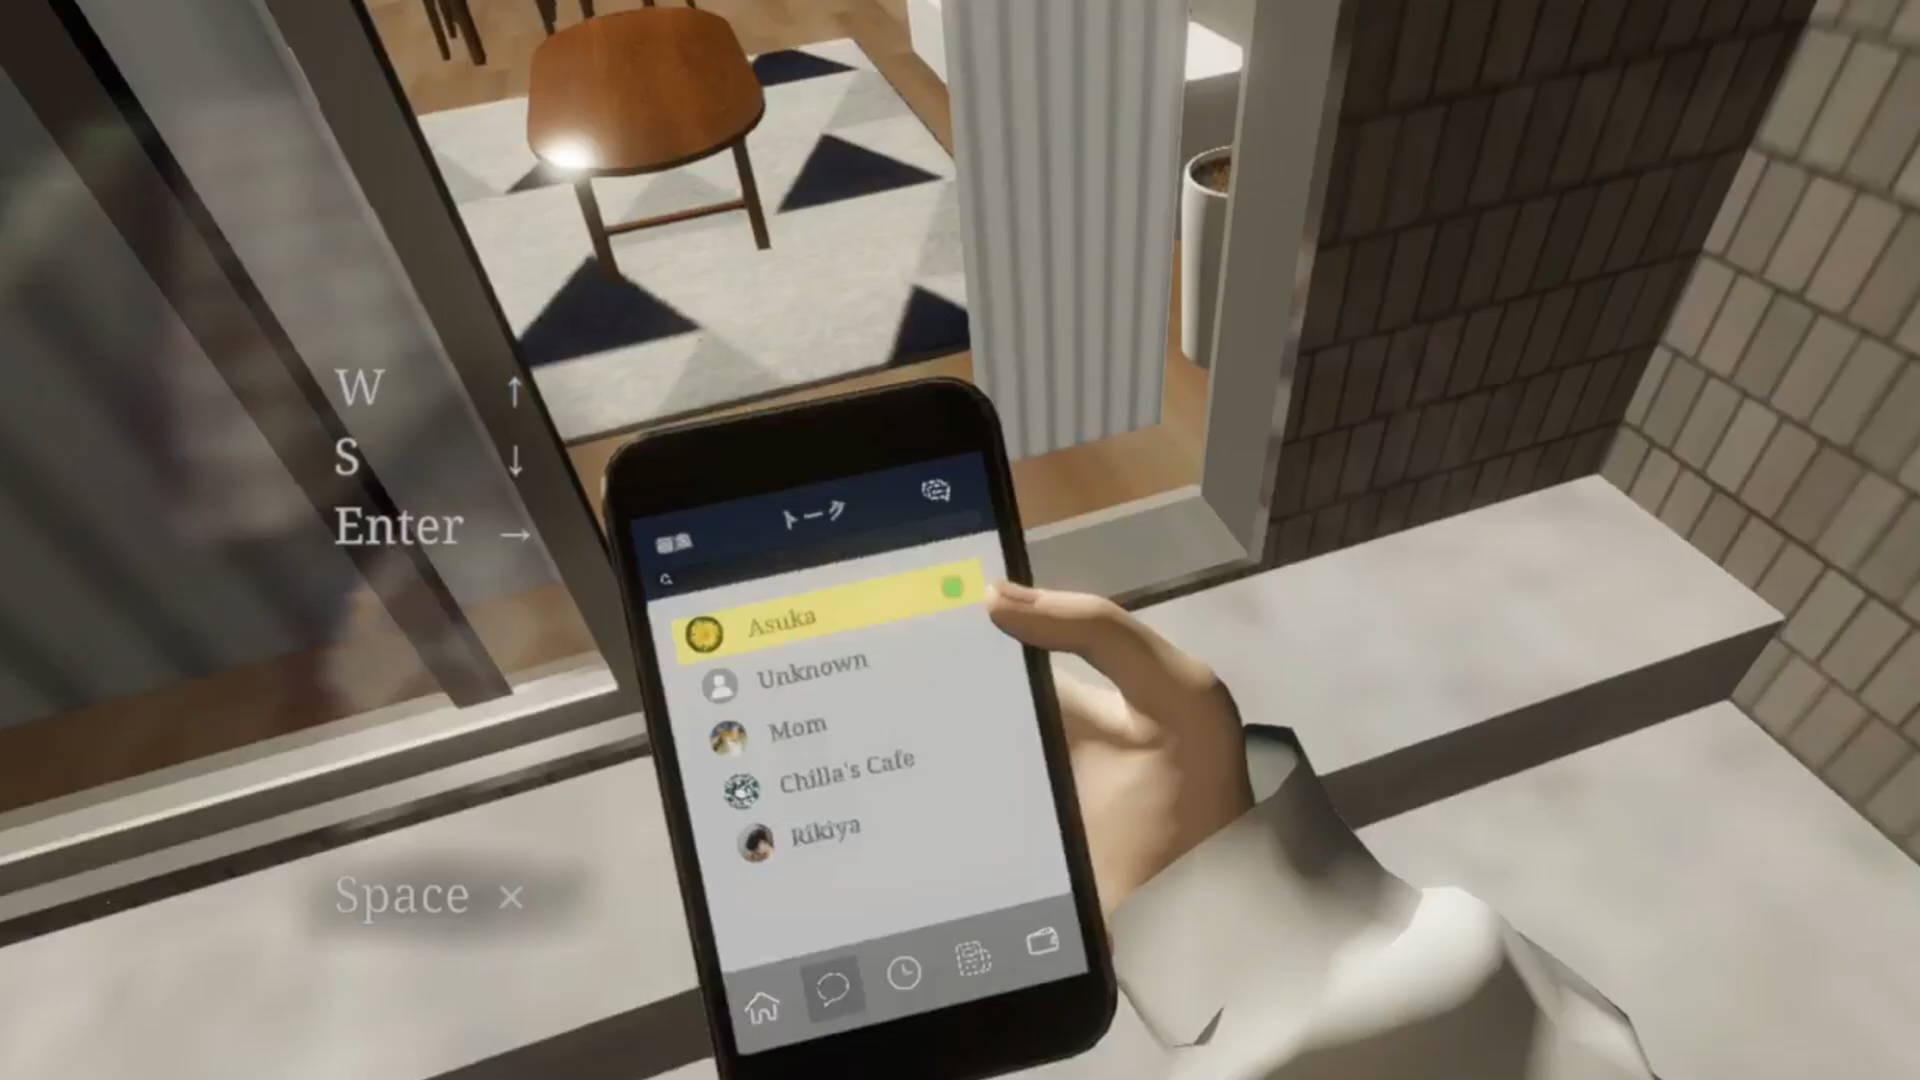 W ↑
S ↓
Enter →
Space ×
トーク
Asuka
Unknown
Mom
Chilla's Cafe
Rikiya